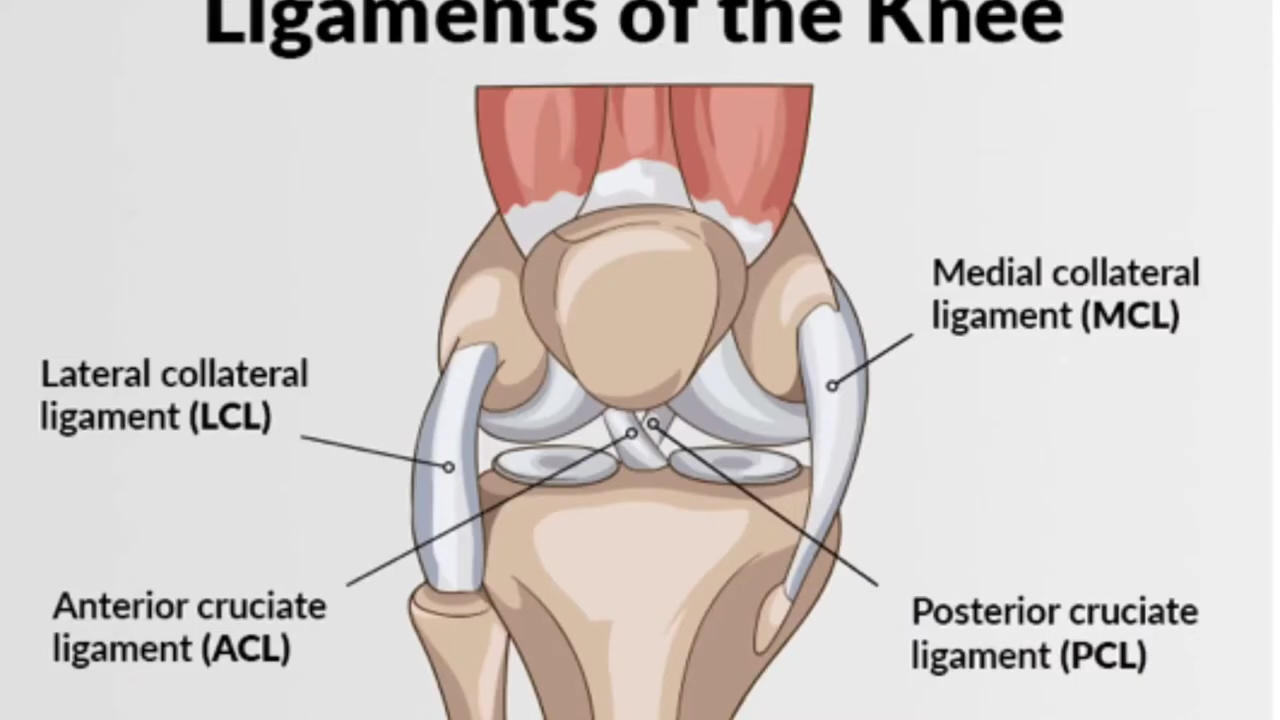 Ligaments of the Knee
Medial collateral
ligament (MCL)
Lateral collateral
ligament (LCL)
Anterior cruciate
ligament (ACL)
Posterior cruciate
ligament (PCL)